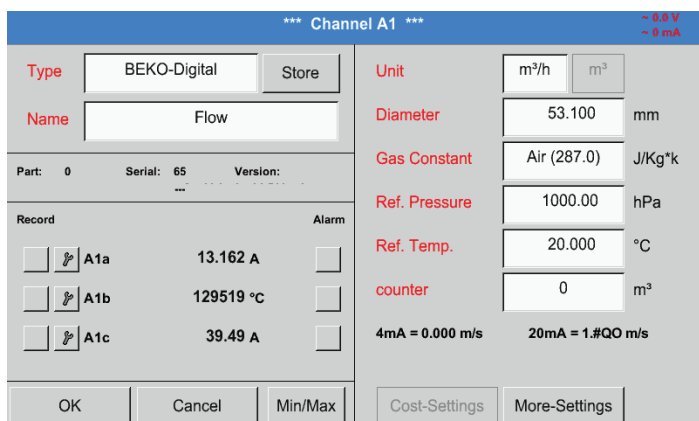 *** Channel A1 ***
~ 0.0 V
~ 0 mA
Type
BEKO-Digital
Store
Name
Flow
Part: 0 Serial: 65 Version:
---
Record
Alarm
A1a 13.162 A
A1b 129519 °C
A1c 39.49 A
OK
Cancel
Min/Max
Unit
m³/h
m³
Diameter
53.100
mm
Gas Constant
Air (287.0)
J/Kg*k
Ref. Pressure
1000.00
hPa
Ref. Temp.
20.000
°C
counter
0
m³
4mA = 0.000 m/s 20mA = 1.#QO m/s
Cost-Settings
More-Settings